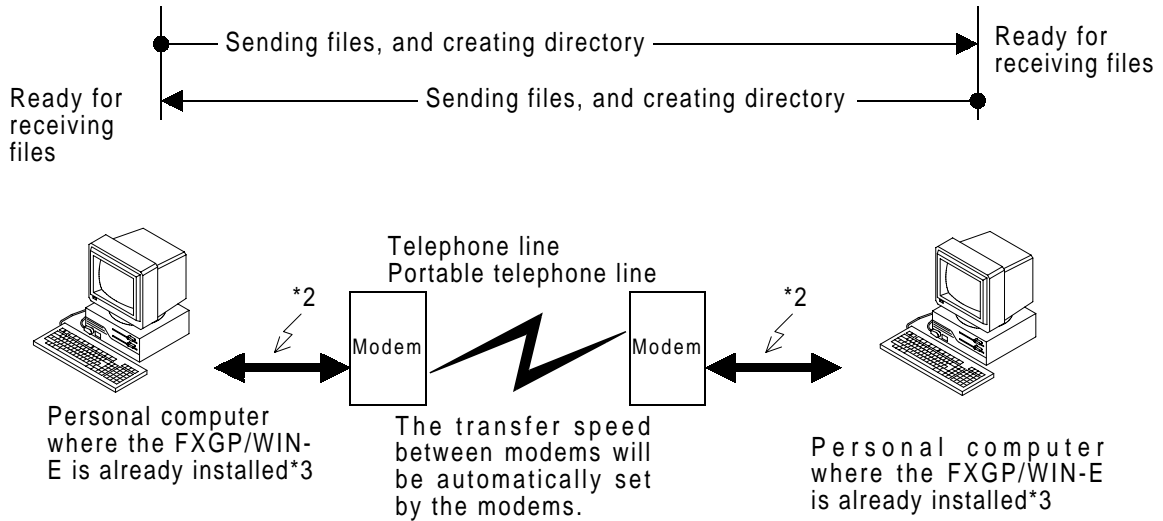 Sending files, and creating directory
Ready for
receiving files
Sending files, and creating directory
Ready for
receiving
files
Telephone line
Portable telephone line
*2
*2
Modem
Modem
Personal computer
where the FXGP/WIN-
E is already installed*3
The transfer speed
between modems will
be automatically set
by the modems.
Personal computer
where the FXGP/WIN-E
is already installed*3